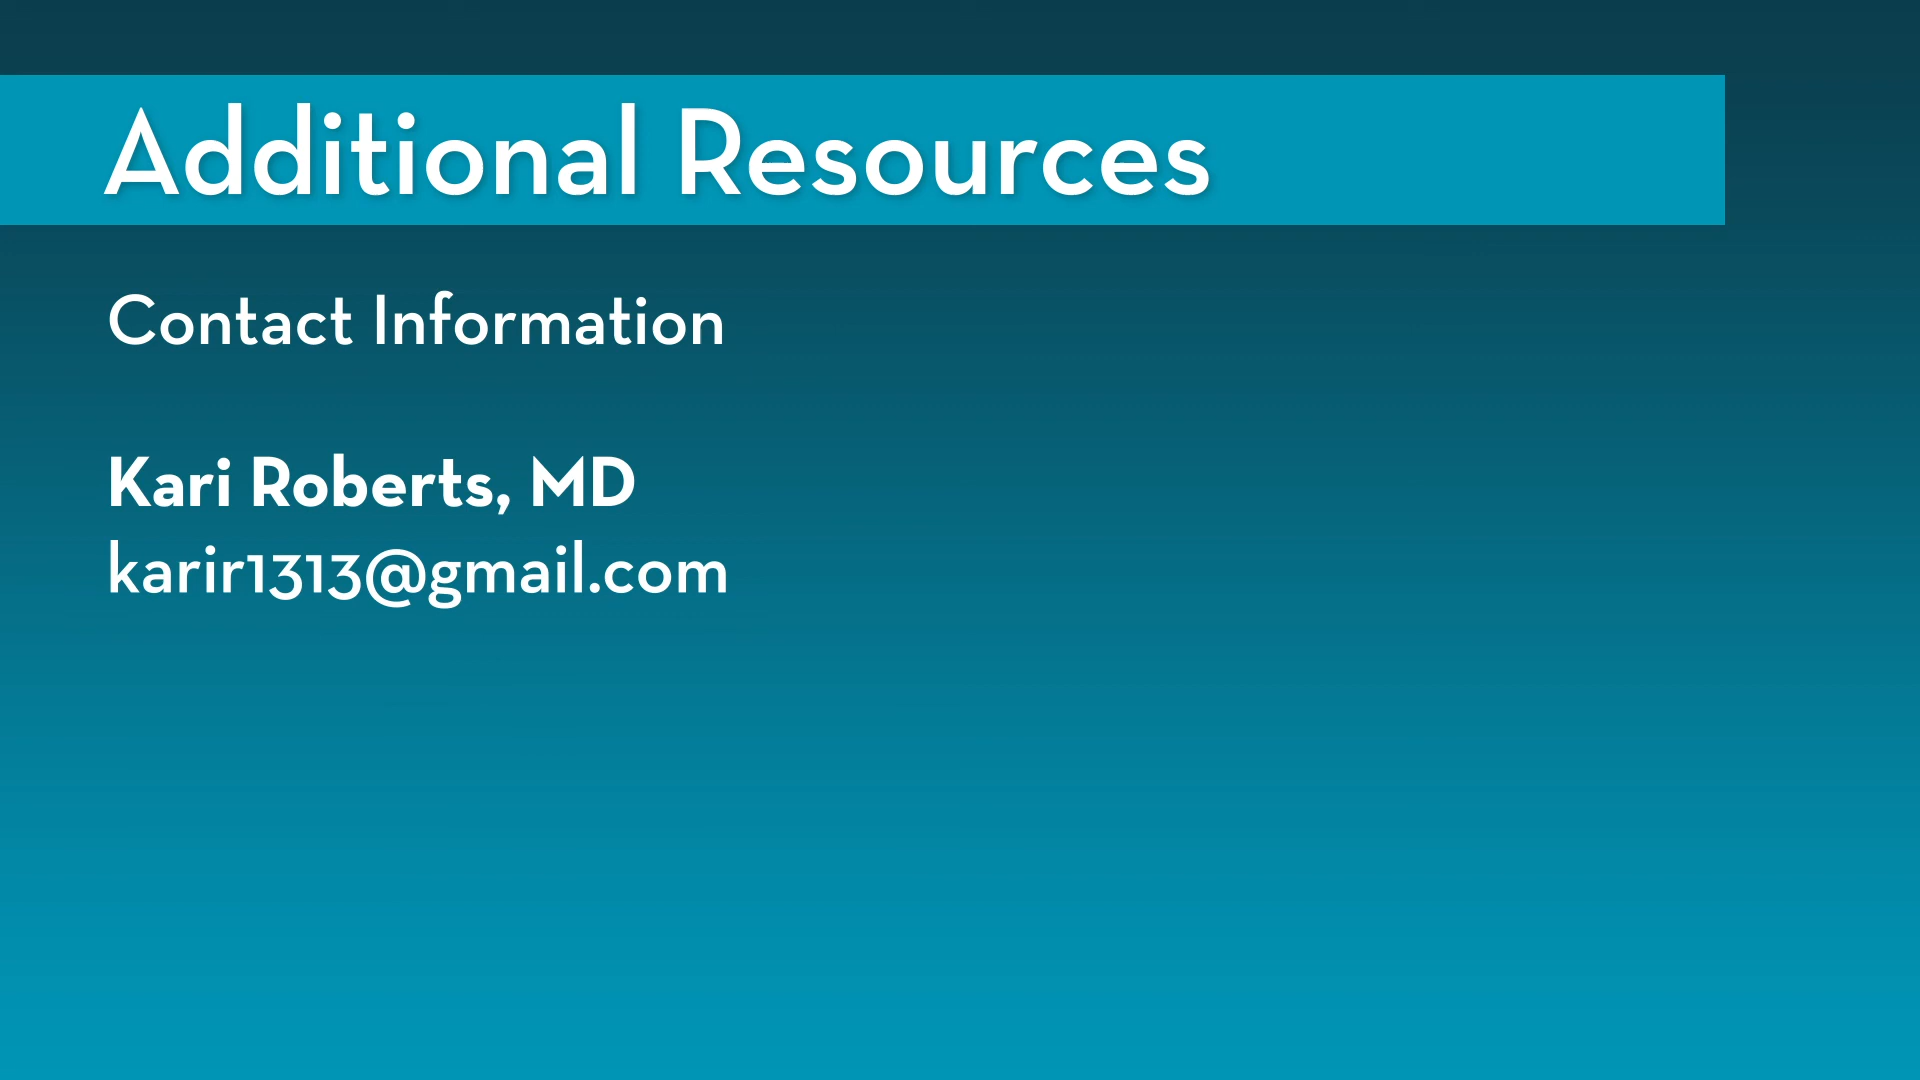 Additional Resources
Contact Information
Kari Roberts, MD
karir1313@gmail.com